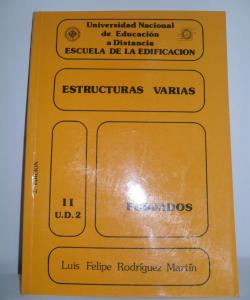 Universidad Nacional
de Educación
a Distancia
ESCUELA DE LA EDIFICACION
ESTRUCTURAS VARIAS
II
U.D. 2
FORJADOS
Luis Felipe Rodríguez Martín